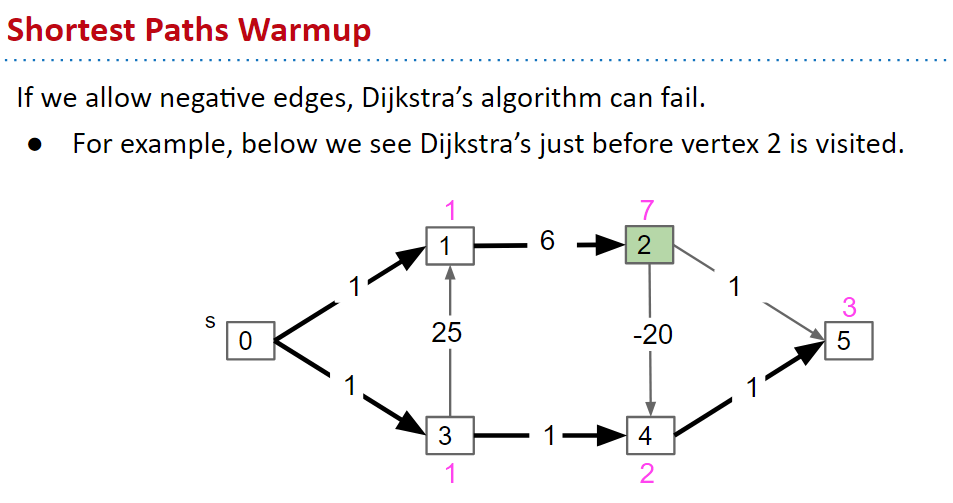 Shortest Paths Warmup
If we allow negative edges, Dijkstra’s algorithm can fail.
● For example, below we see Dijkstra’s just before vertex 2 is visited.
1 7
1 6 2
1 1
s 3
0 25 -20 5
1 1
3 1 4
1 2